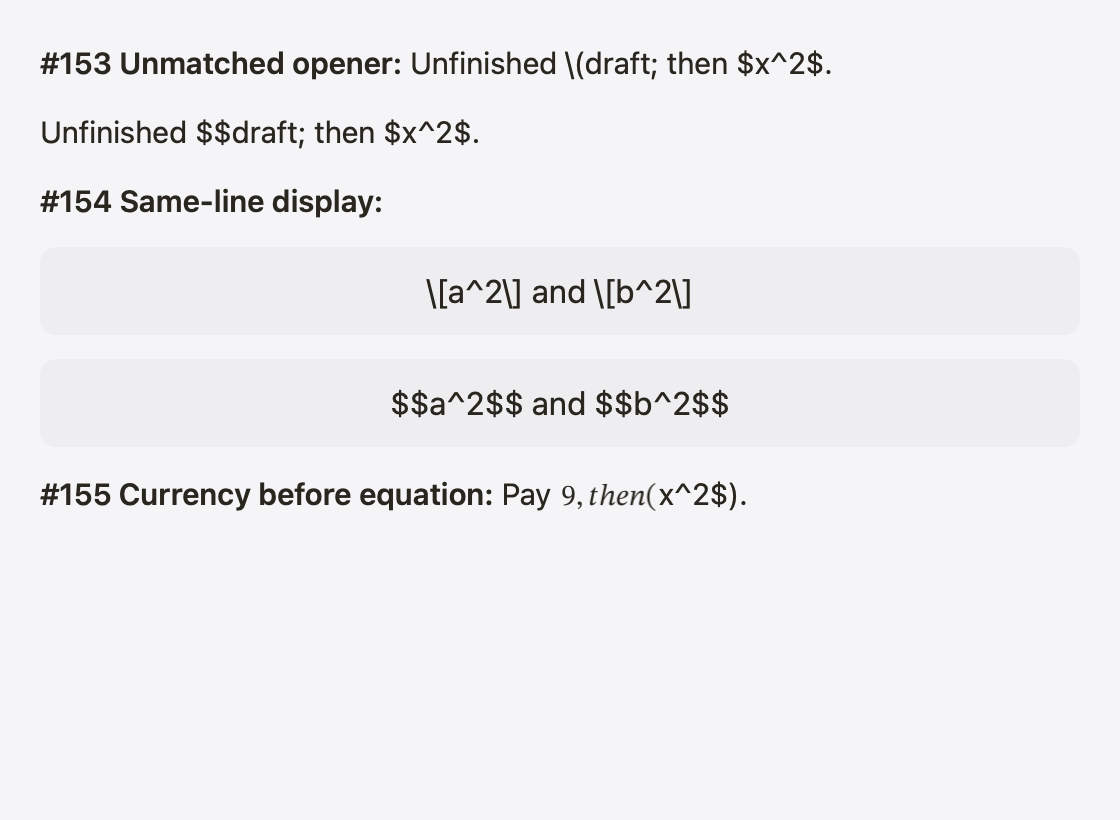 #153 Unmatched opener: Unfinished \(draft; then $x^2$.
Unfinished $$draft; then $x^2$.
#154 Same-line display:
\[a^2\] and \[b^2\]
$$a^2$$ and $$b^2$$
#155 Currency before equation: Pay 9, then(x^2$).